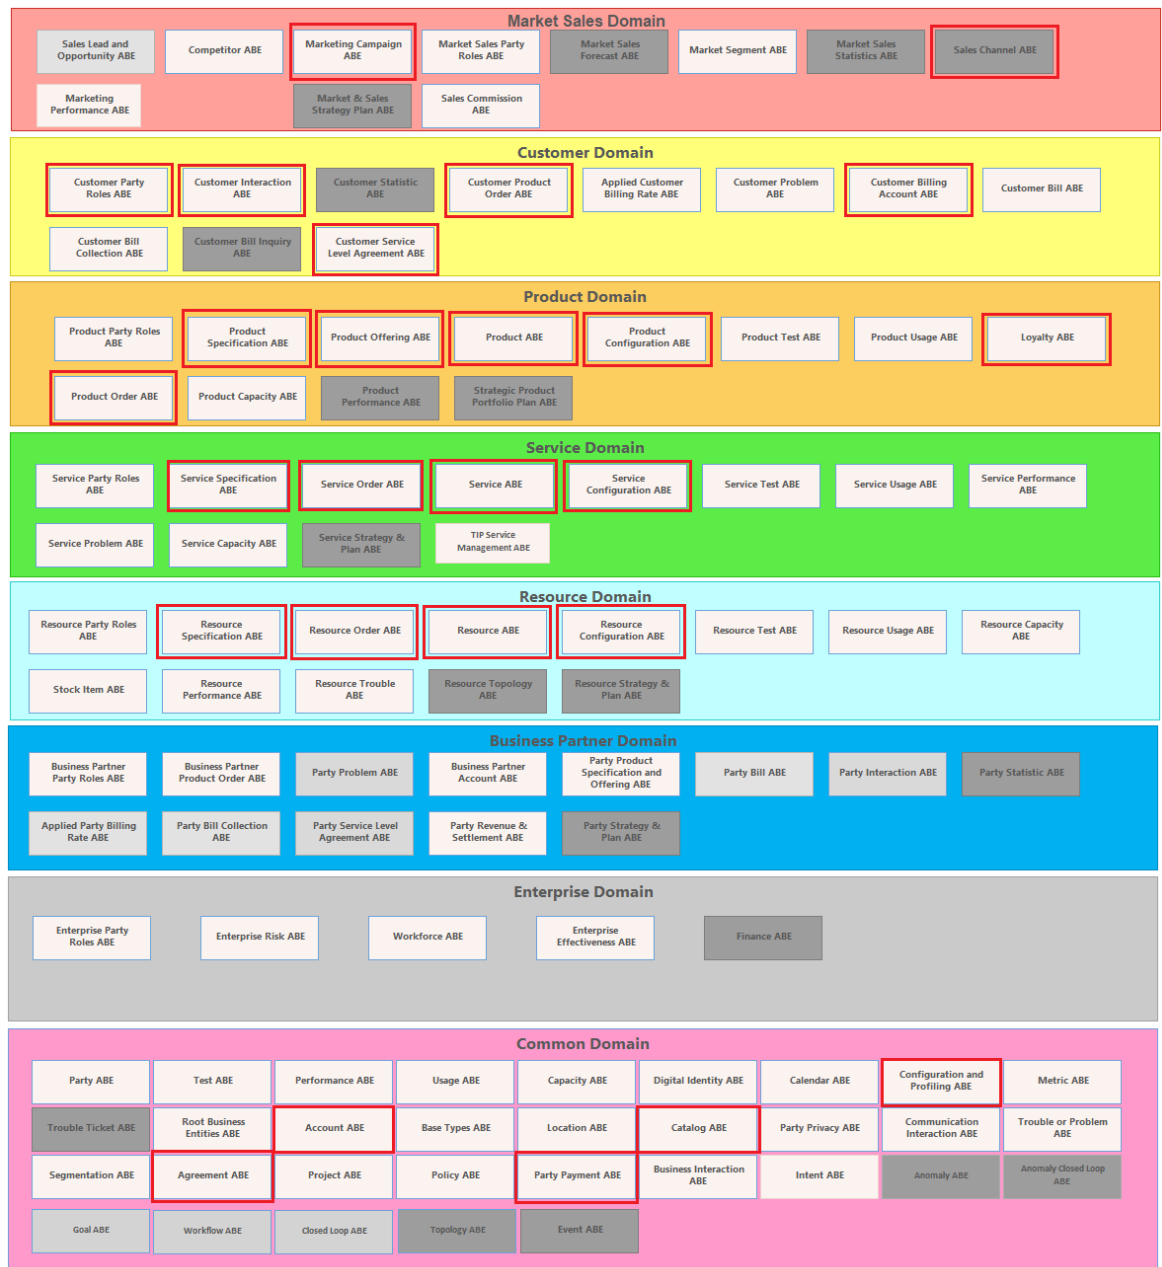 Market Sales Domain
Sales Lead and
Opportunity ABE
Competitor ABE
Marketing Campaign
ABE
Market Sales Party
Roles ABE
Market Sales
Forecast ABE
Market Segment ABE
Market Sales
Statistics ABE
Sales Channel ABE
Marketing
Performance ABE
Market & Sales
Strategy Plan ABE
Sales Commission
ABE
Customer Domain
Customer Party
Roles ABE
Customer Interaction
ABE
Customer Statistic
ABE
Customer Product
Order ABE
Applied Customer
Billing Rate ABE
Customer Problem
ABE
Customer Billing
Account ABE
Customer Bill ABE
Customer Bill
Collection ABE
Customer Bill Inquiry
ABE
Customer Service
Level Agreement ABE
Product Domain
Product Party Roles
ABE
Product
Specification ABE
Product Offering ABE
Product ABE
Product
Configuration ABE
Product Test ABE
Product Usage ABE
Loyalty ABE
Product Order ABE
Product Capacity ABE
Product
Performance ABE
Strategic Product
Portfolio Plan ABE
Service Domain
Service Party Roles
ABE
Service Specification
ABE
Service Order ABE
Service ABE
Service
Configuration ABE
Service Test ABE
Service Usage ABE
Service Performance
ABE
Service Problem ABE
Service Capacity ABE
Service Strategy &
Plan ABE
TIP Service
Management ABE
Resource Domain
Resource Party Roles
ABE
Resource
Specification ABE
Resource Order ABE
Resource ABE
Resource
Configuration ABE
Resource Test ABE
Resource Usage ABE
Resource Capacity
ABE
Stock Item ABE
Resource
Performance ABE
Resource Trouble
ABE
Resource Topology
ABE
Resource Strategy &
Plan ABE
Business Partner Domain
Business Partner
Party Roles ABE
Business Partner
Product Order ABE
Party Problem ABE
Business Partner
Account ABE
Party Product
Specification and
Offering ABE
Party Bill ABE
Party Interaction ABE
Party Statistic ABE
Applied Party Billing
Rate ABE
Party Bill Collection
ABE
Party Service Level
Agreement ABE
Party Revenue &
Settlement ABE
Party Strategy &
Plan ABE
Enterprise Domain
Enterprise Party
Roles ABE
Enterprise Risk ABE
Workforce ABE
Enterprise
Effectiveness ABE
Finance ABE
Common Domain
Party ABE
Test ABE
Performance ABE
Usage ABE
Capacity ABE
Digital Identity ABE
Calendar ABE
Configuration and
Profiling ABE
Metric ABE
Trouble Ticket ABE
Root Business
Entities ABE
Account ABE
Base Types ABE
Location ABE
Catalog ABE
Party Privacy ABE
Communication
Interaction ABE
Trouble or Problem
ABE
Segmentation ABE
Agreement ABE
Project ABE
Policy ABE
Party Payment ABE
Business Interaction
ABE
Intent ABE
Anomaly ABE
Anomaly Closed Loop
ABE
Goal ABE
Workflow ABE
Closed Loop ABE
Topology ABE
Event ABE